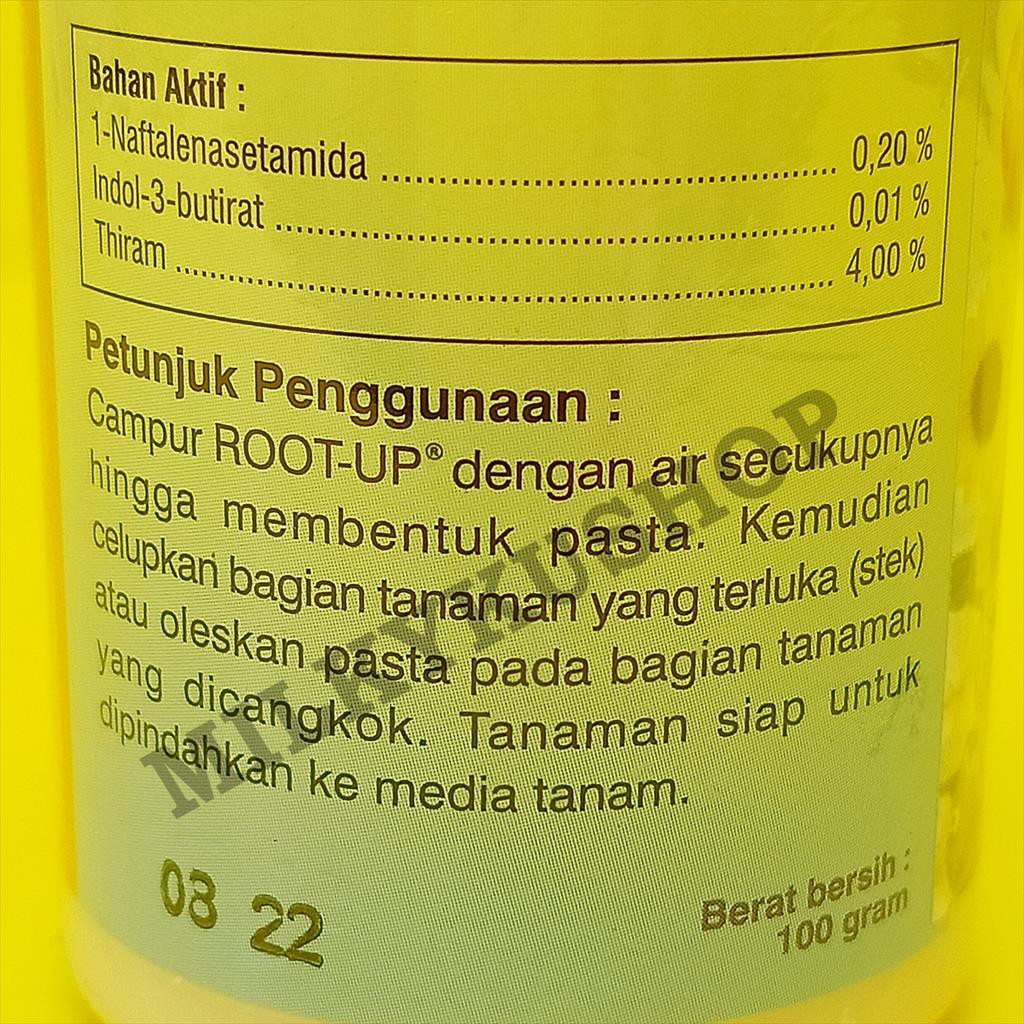 Bahan Aktif :
1-Naftalenasetamida ........................................ 0,20 %
Indol-3-butirat ................................................ 0,01 %
Thiram ........................................................ 4,00 %
Petunjuk Penggunaan :
Campur ROOT-UP® dengan air secukupnya
hingga membentuk pasta. Kemudian
celupkan bagian tanaman yang terluka (stek)
atau oleskan pasta pada bagian tanaman
yang dicangkok. Tanaman siap untuk
dipindahkan ke media tanam.
MILKYKUSHOP
03 22
Berat bersih :
100 gram